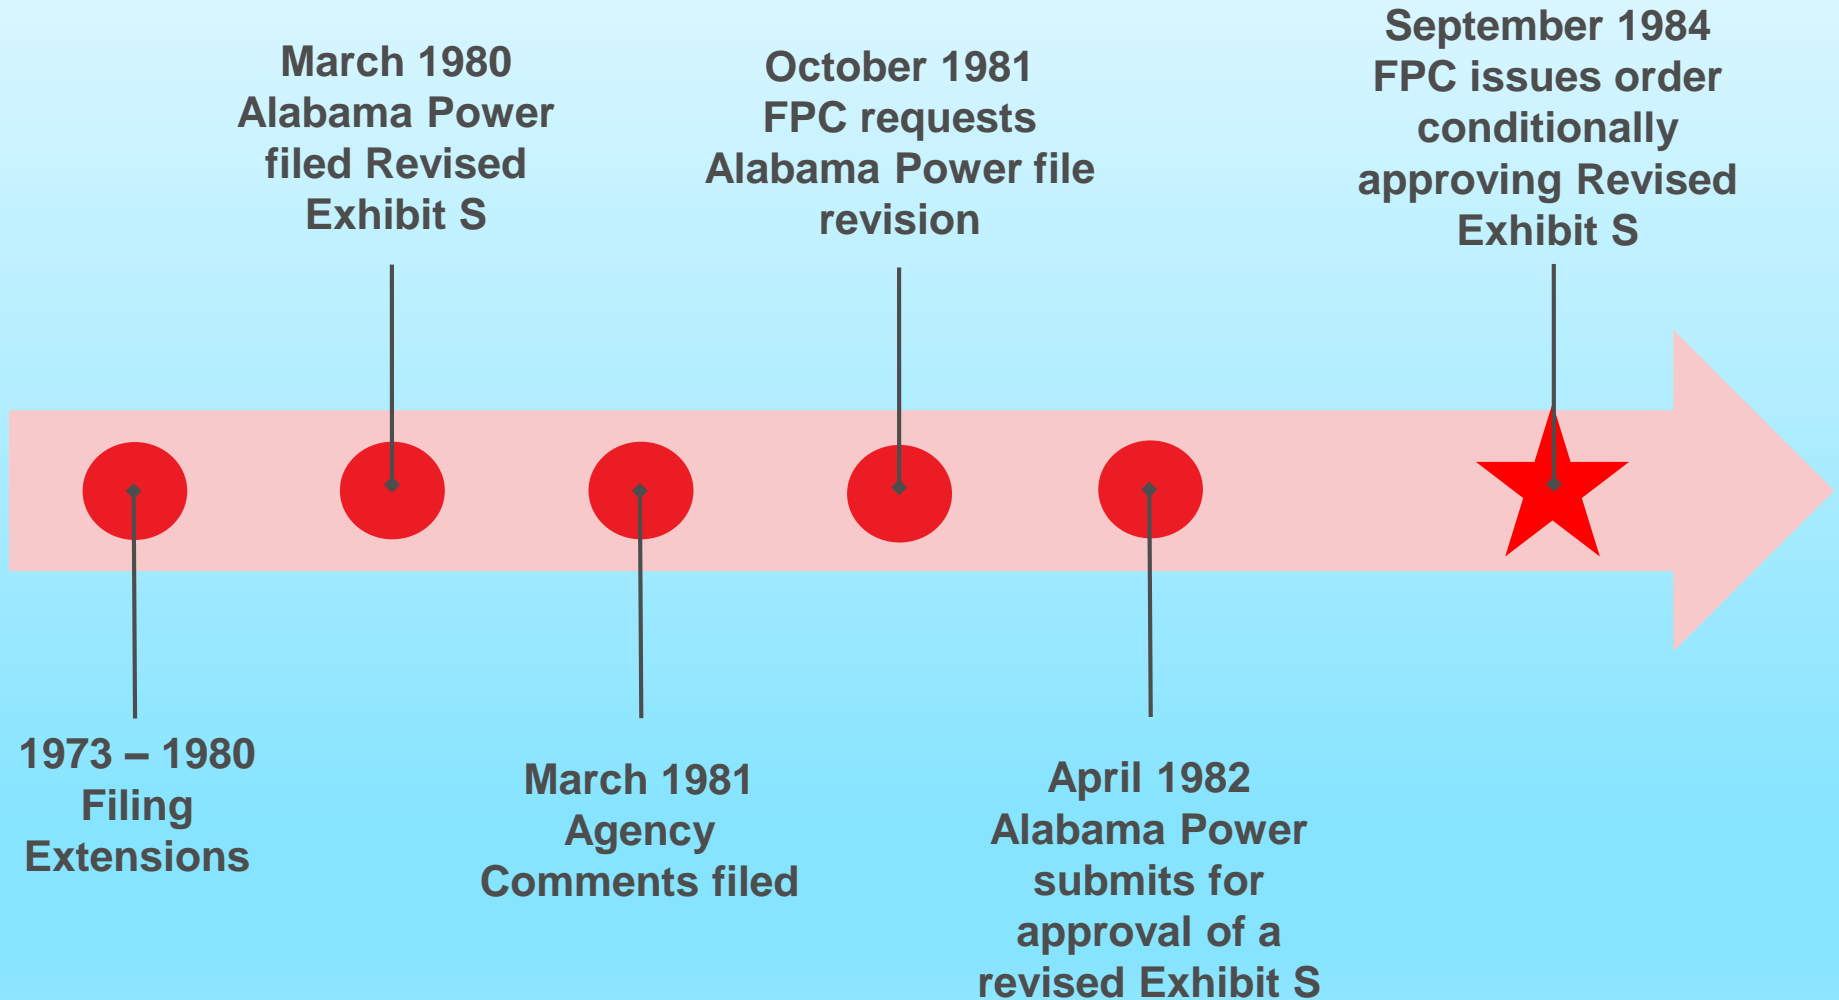 1973 – 1980
Filing
Extensions
March 1980
Alabama Power
filed Revised
Exhibit S
March 1981
Agency
Comments filed
October 1981
FPC requests
Alabama Power file
revision
April 1982
Alabama Power
submits for
approval of a
revised Exhibit S
September 1984
FPC issues order
conditionally
approving Revised
Exhibit S